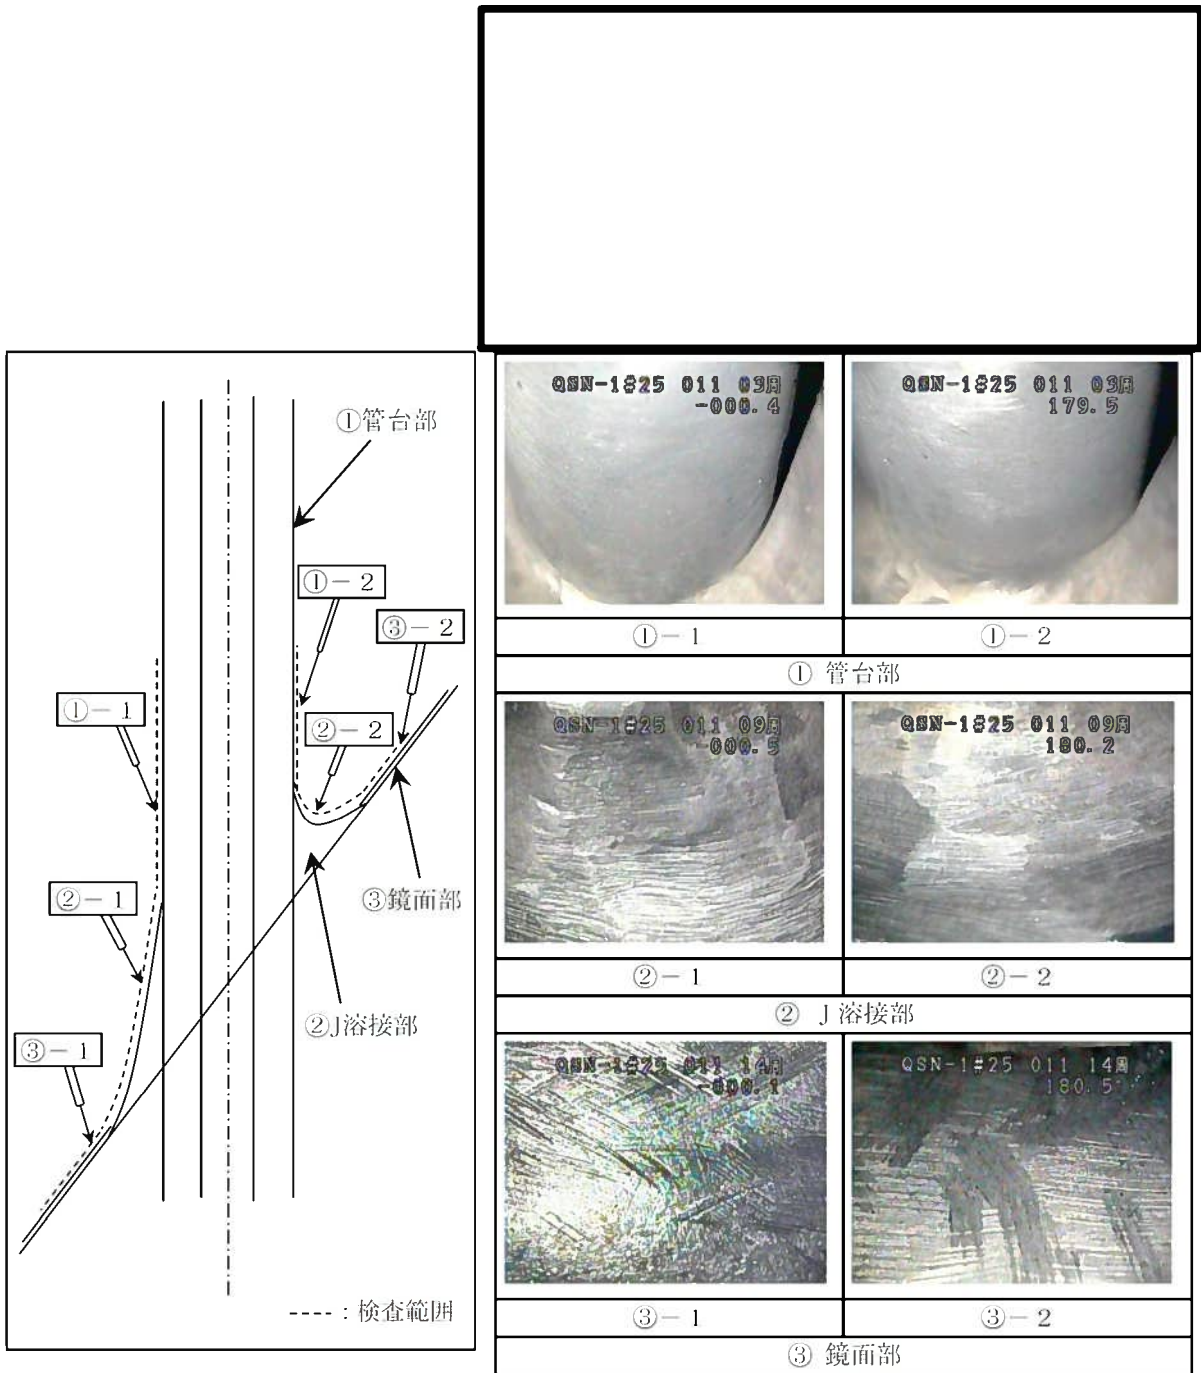 ①管台部
①－2
③－2
①－1
②－2
③鏡面部
②－1
②J溶接部
③－1
---- : 検査範囲
QSN-1#25 011 03周
-000.4
QSN-1#25 011 03周
179.5
①－1
①－2
① 管台部
QSN-1#25 011 09周
-000.5
QSN-1#25 011 09周
180.2
②－1
②－2
② J 溶接部
QSN-1#25 011 14周
-000.1
QSN-1#25 011 14周
180.5
③－1
③－2
③ 鏡面部